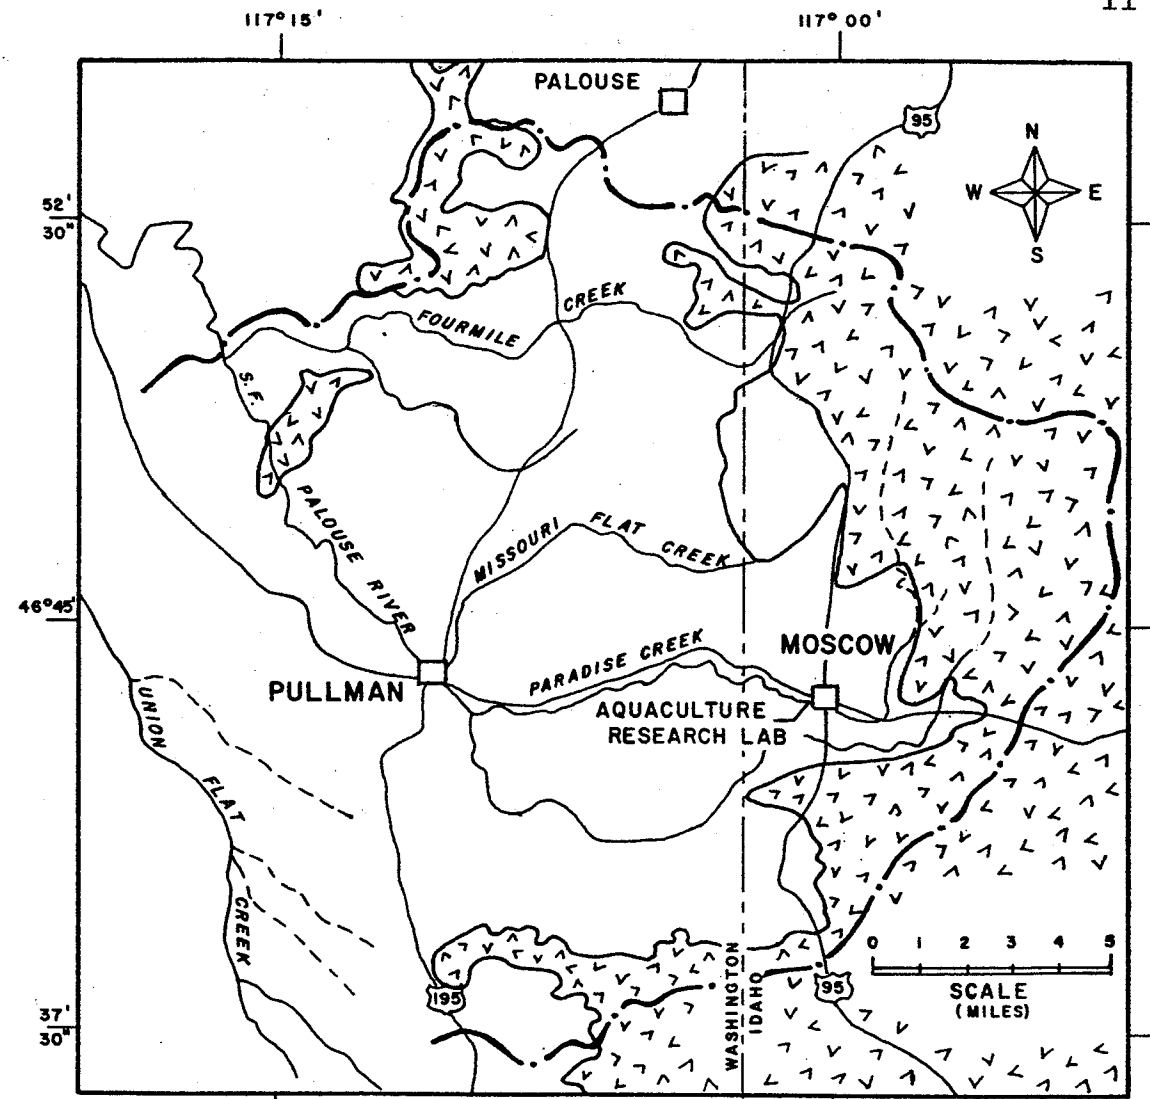 11
117° 15'
117° 00'
PALOUSE
95
N
W E
S
52'
30"
FOURMILE CREEK
S.F. PALOUSE RIVER
MISSOURI FLAT CREEK
46°45'
MOSCOW
PARADISE CREEK
PULLMAN
AQUACULTURE
RESEARCH LAB
UNION FLAT CREEK
0 1 2 3 4 5
SCALE
(MILES)
WASHINGTON
IDAHO
195
95
37'
30"